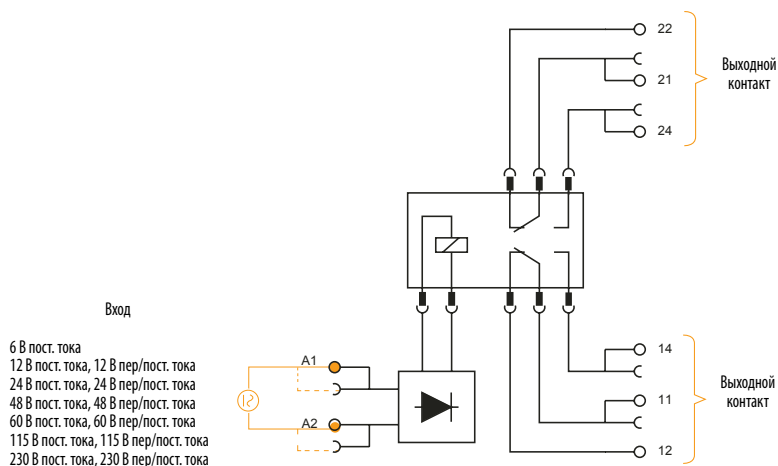 22
21
24
Выходной
контакт
Вход
6 В пост. тока
12 В пост. тока, 12 В пер/пост. тока
24 В пост. тока, 24 В пер/пост. тока
48 В пост. тока, 48 В пер/пост. тока
60 В пост. тока, 60 В пер/пост. тока
115 В пост. тока, 115 В пер/пост. тока
230 В пост. тока, 230 В пер/пост. тока
A1
A2
14
11
12
Выходной
контакт